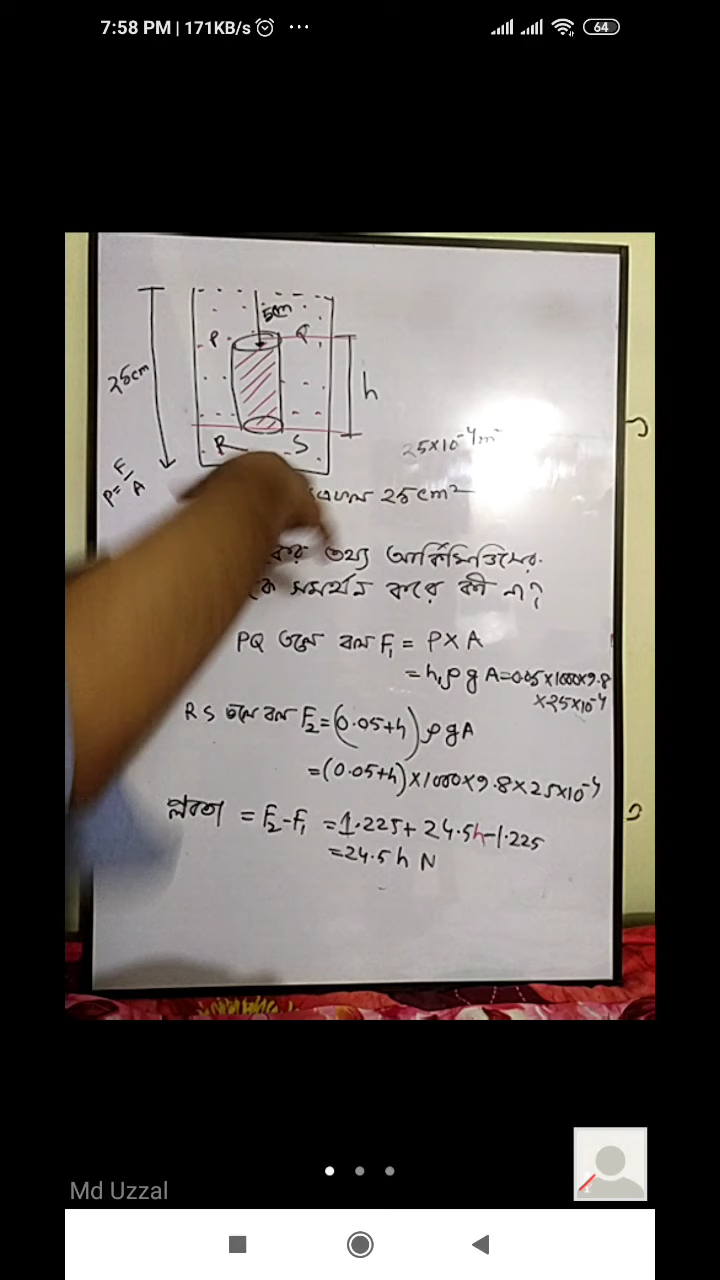 7:58 PM | 171KB/s ... 64
5cm
P Q
25cm
h
R S
P = F/A
25×10⁻⁴m²
25cm²
তথ্য আর্কিমিডিসের
সমর্থন করে কী না?
PQ তলে বল F₁ = P × A
= h₁ρgA = 0.05×1000×9.8
×25×10⁻⁴
RS তলে বল F₂ = (0.05+h) ρgA
= (0.05+h)×1000×9.8×25×10⁻⁴
প্লবতা = F₂-F₁ = 1.225+24.5h-1.225
= 24.5h N
Md Uzzal